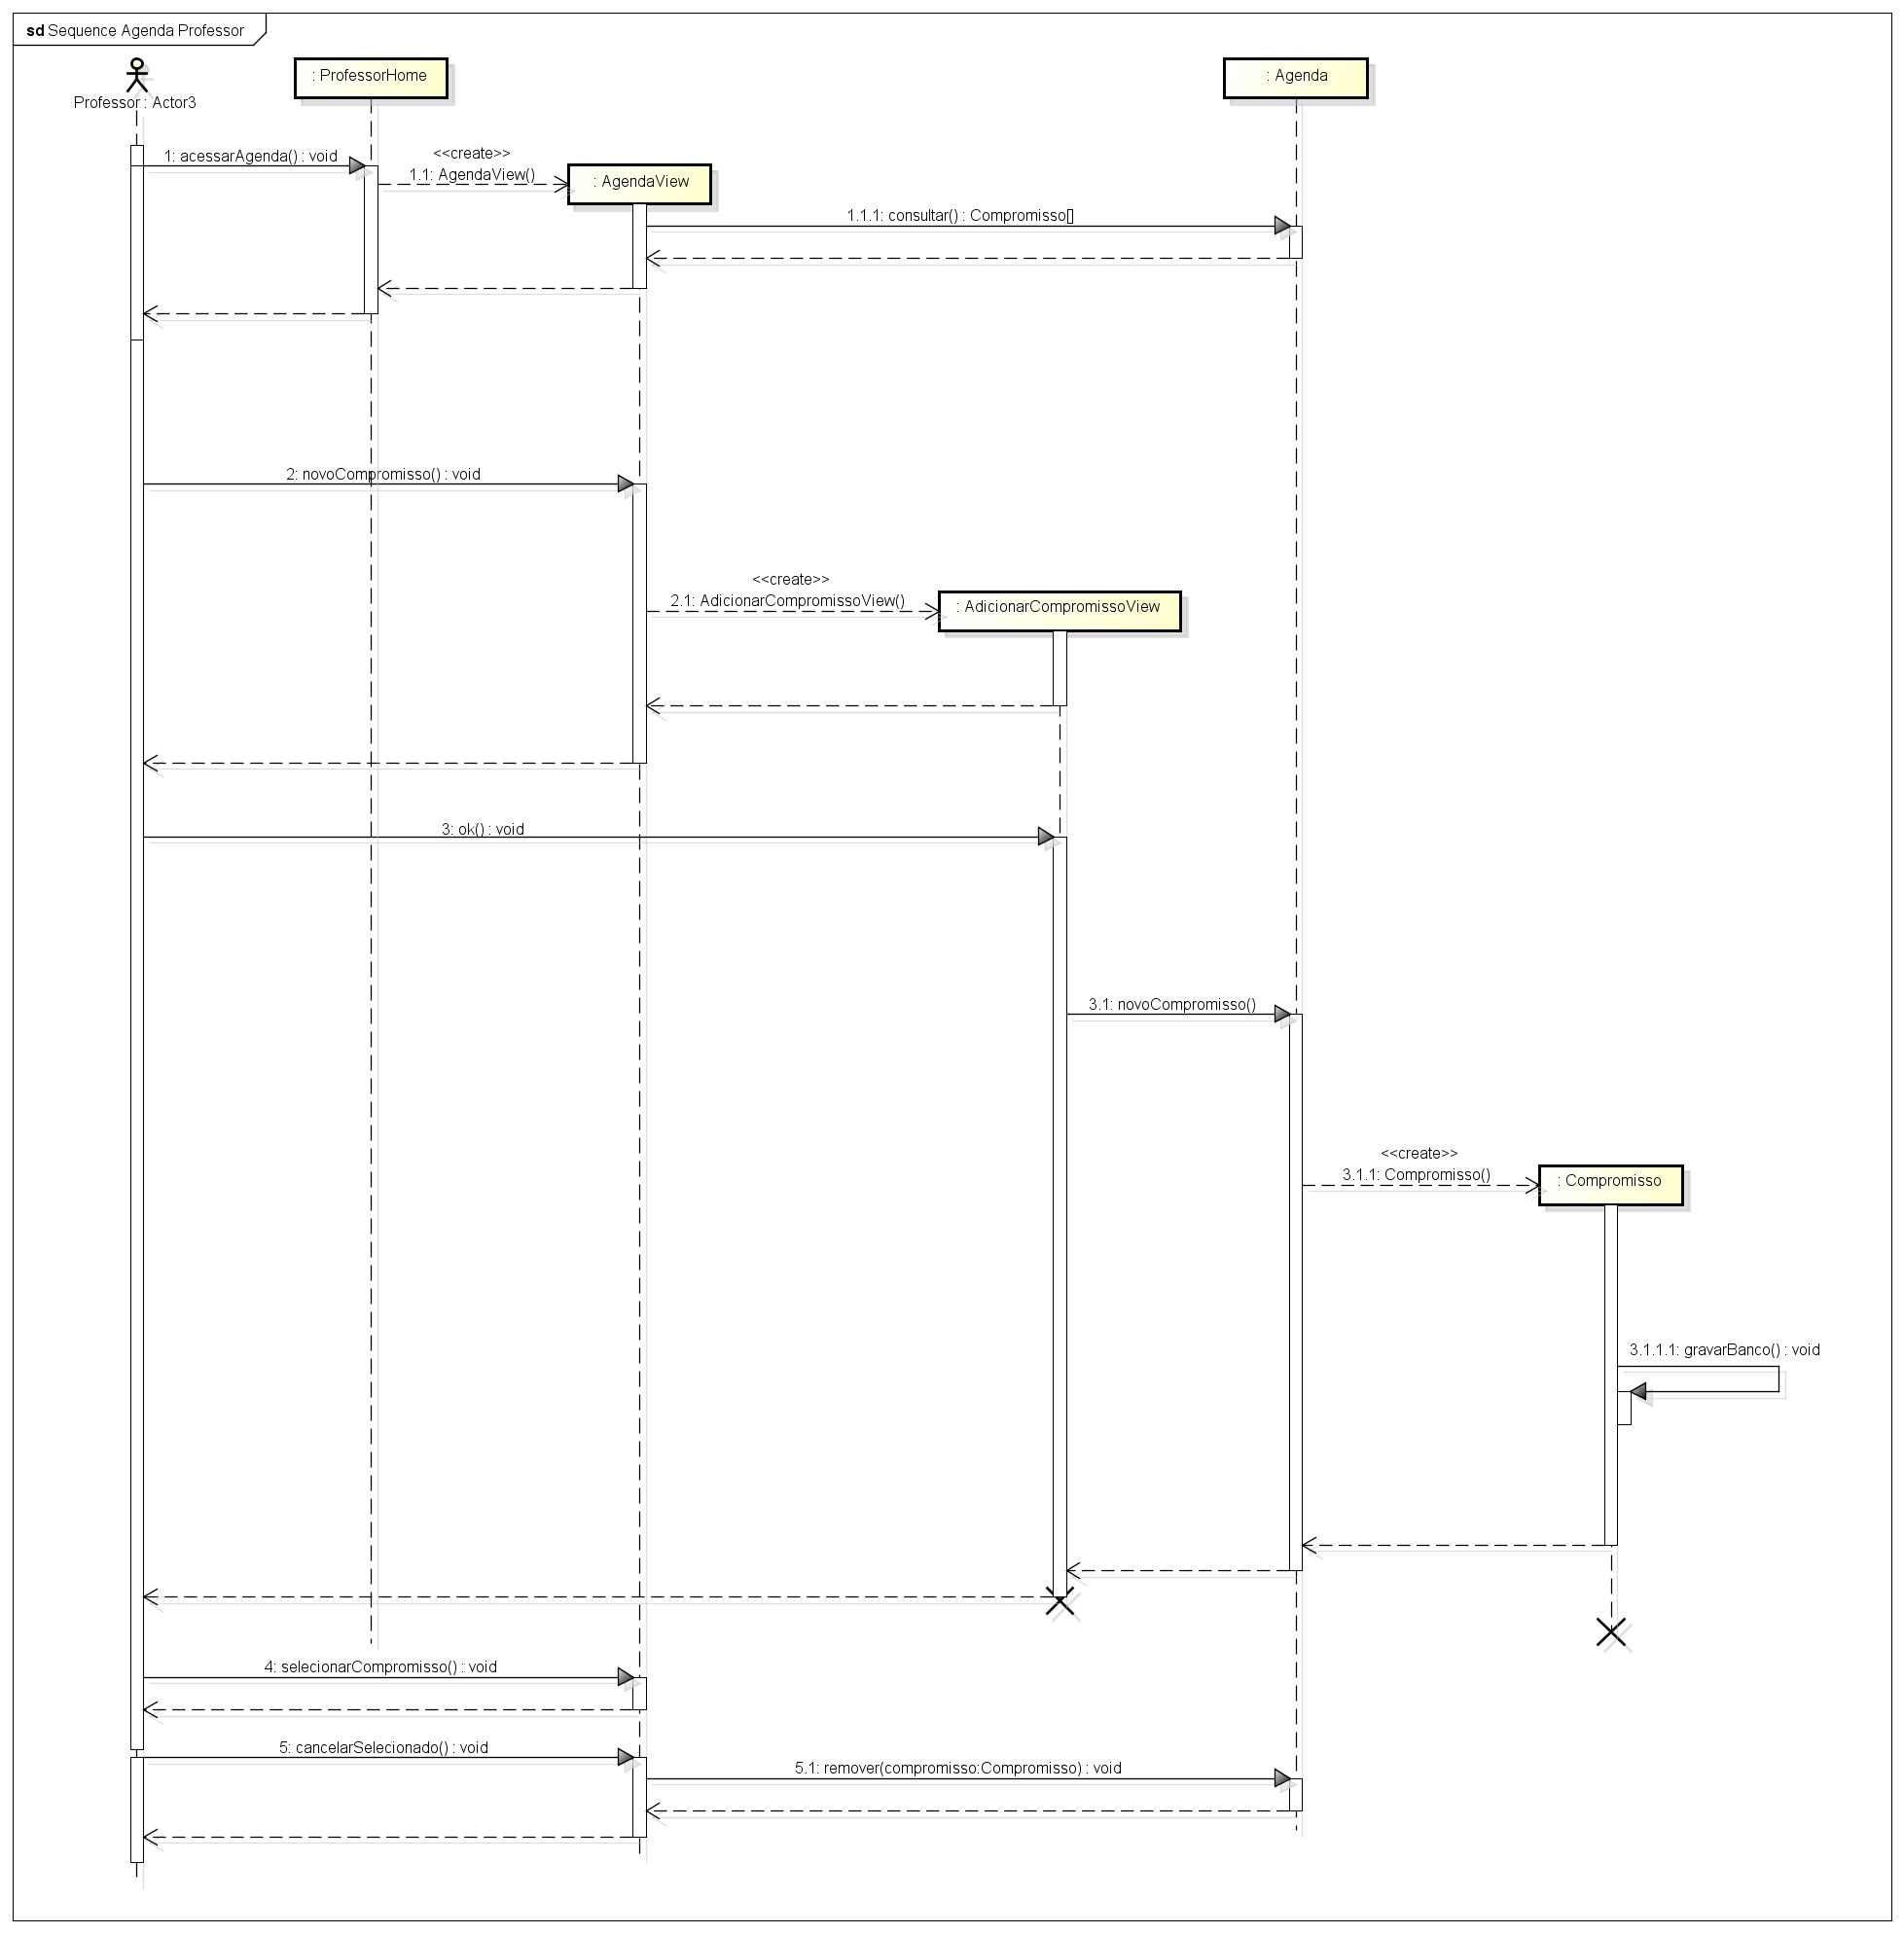 sd Sequence Agenda Professor
: ProfessorHome
: Agenda
Professor : Actor3
1: acessarAgenda() : void
<<create>>
1.1: AgendaView()
: AgendaView
1.1.1: consultar() : Compromisso[]
2: novoCompromisso() : void
<<create>>
2.1: AdicionarCompromissoView()
: AdicionarCompromissoView
3: ok() : void
3.1: novoCompromisso()
<<create>>
3.1.1: Compromisso()
: Compromisso
3.1.1.1: gravarBanco() : void
4: selecionarCompromisso() : void
5: cancelarSelecionado() : void
5.1: remover(compromisso:Compromisso) : void